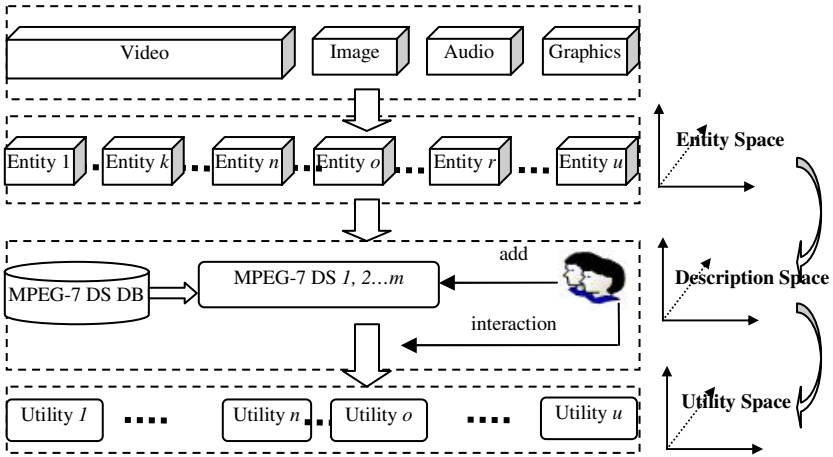 Video Image Audio Graphics
Entity 1 Entity k Entity n Entity o Entity r Entity u
Entity Space
add
MPEG-7 DS DB
MPEG-7 DS 1, 2…m
Description Space
interaction
Utility 1 Utility n Utility o Utility u
Utility Space